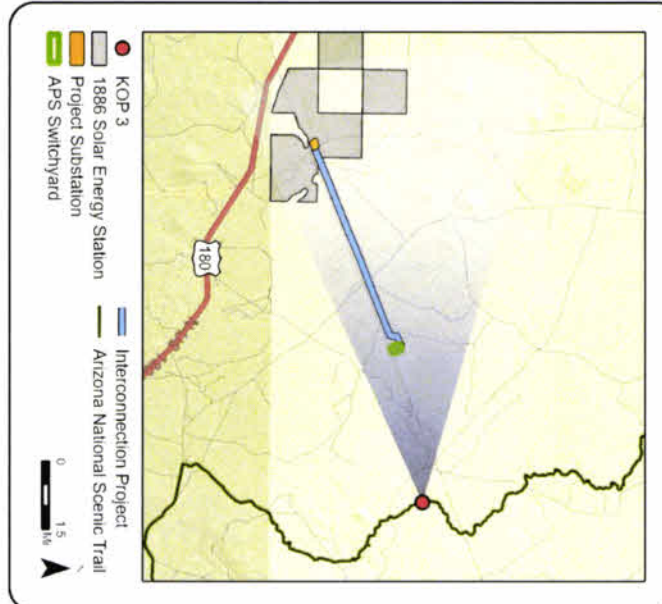 KOP 3
1886 Solar Energy Station
Project Substation
APS Switchyard
Interconnection Project
Arizona National Scenic Trail
0 1.5
Mi
180